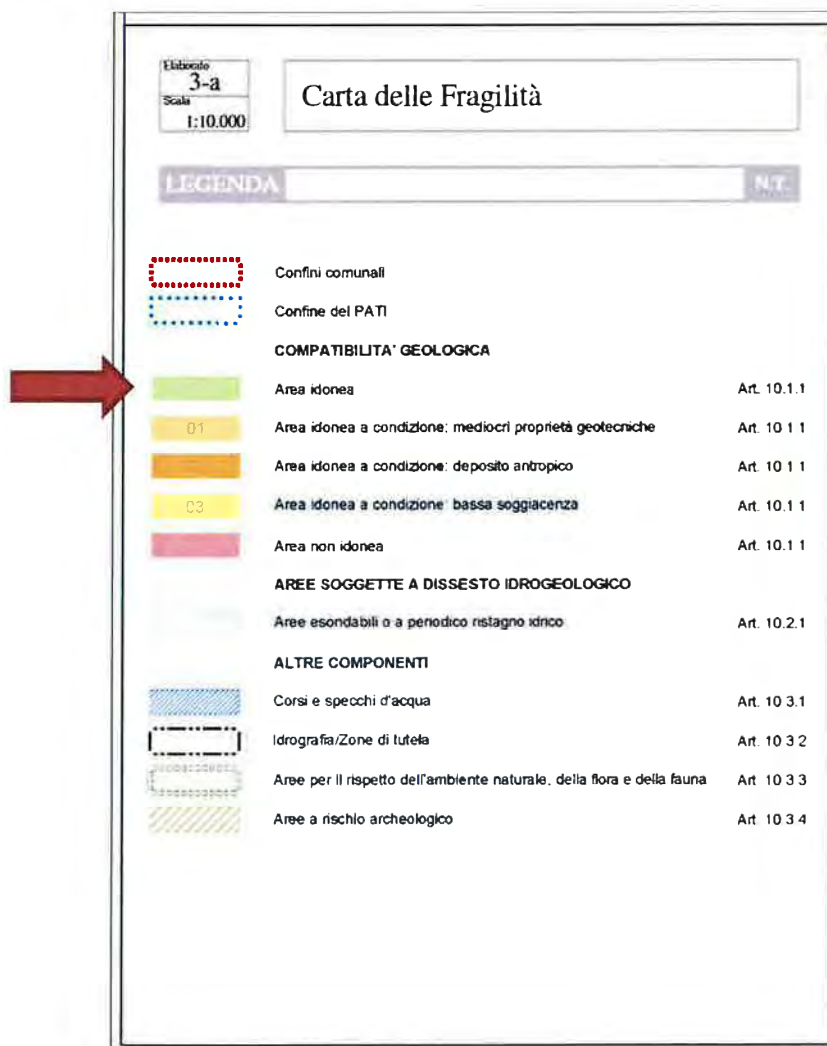 Elaborato
3-a
Scala
1:10.000
Carta delle Fragilità
LEGENDA N.T.
Confini comunali
Confine del PATI
COMPATIBILITA' GEOLOGICA
Area idonea Art. 10.1.1
01 Area idonea a condizione: mediocri proprietà geotecniche Art. 10 1 1
Area idonea a condizione: deposito antropico Art. 10 1 1
03 Area idonea a condizione: bassa soggiacenza Art. 10.1 1
Area non idonea Art. 10.1 1
AREE SOGGETTE A DISSESTO IDROGEOLOGICO
Aree esondabili o a periodico ristagno idrico Art. 10.2.1
ALTRE COMPONENTI
Corsi e specchi d'acqua Art. 10 3.1
Idrografia/Zone di tutela Art. 10 3 2
Aree per il rispetto dell'ambiente naturale, della flora e della fauna Art 10 3 3
Aree a rischio archeologico Art 10 3 4